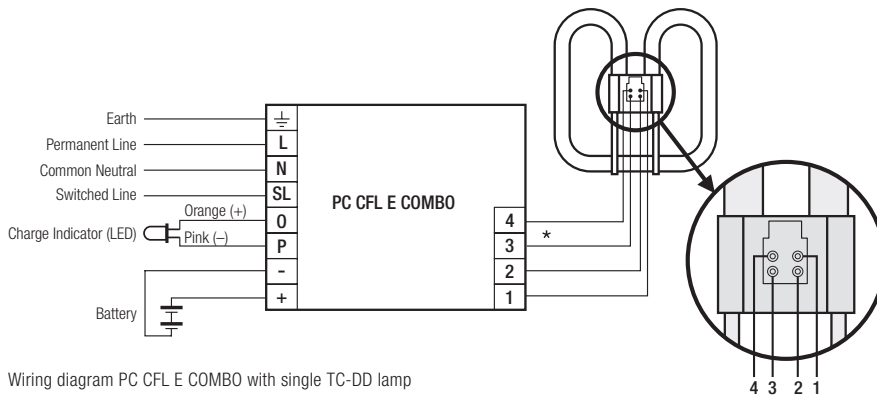 Earth
Permanent Line
Common Neutral
Switched Line
Orange (+)
Charge Indicator (LED)
Pink (–)
Battery
L
N
SL
O
P
-
+
PC CFL E COMBO
4
3
2
1
*
4 3 2 1
Wiring diagram PC CFL E COMBO with single TC-DD lamp